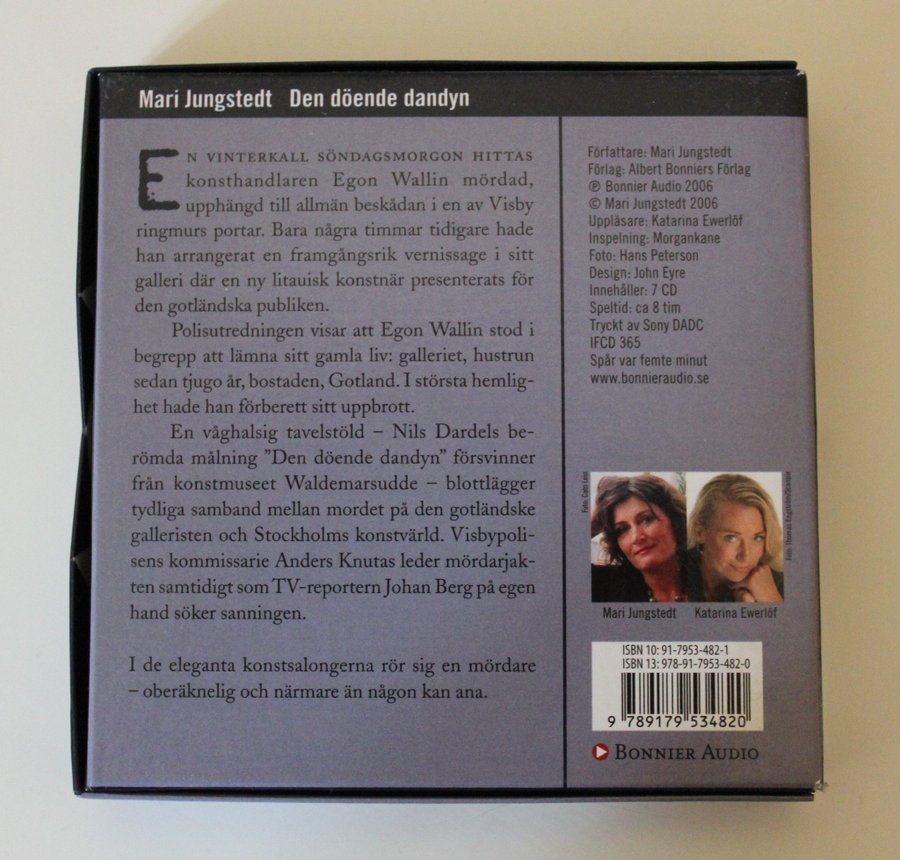 Mari Jungstedt Den döende dandyn
EN VINTERKALL SÖNDAGSMORGON HITTAS
konsthandlaren Egon Wallin mördad,
upphängd till allmän beskådan i en av Visby
ringmurs portar. Bara några timmar tidigare hade
han arrangerat en framgångsrik vernissage i sitt
galleri där en ny litauisk konstnär presenterats för
den gotländska publiken.
Polisutredningen visar att Egon Wallin stod i
begrepp att lämna sitt gamla liv: galleriet, hustrun
sedan tjugo år, bostaden, Gotland. I största hemlig-
het hade han förberett sitt uppbrott.
En våghalsig tavelstöld – Nils Dardels be-
römda målning ”Den döende dandyn” försvinner
från konstmuseet Waldemarsudde – blottlägger
tydliga samband mellan mordet på den gotländske
galleristen och Stockholms konstvärld. Visbypoli-
sens kommissarie Anders Knutas leder mördarjak-
ten samtidigt som TV-reportern Johan Berg på egen
hand söker sanningen.
I de eleganta konstsalongerna rör sig en mördare
– oberäknelig och närmare än någon kan ana.
Författare: Mari Jungstedt
Förlag: Albert Bonniers Förlag
℗ Bonnier Audio 2006
© Mari Jungstedt 2006
Uppläsare: Katarina Ewerlöf
Inspelning: Morgankane
Foto: Hans Peterson
Design: John Eyre
Innehåller: 7 CD
Speltid: ca 8 tim
Tryckt av Sony DADC
IFCD 365
Spår var femte minut
www.bonnieraudio.se
Mari Jungstedt Katarina Ewerlöf
ISBN 10: 91-7953-482-1
ISBN 13: 978-91-7953-482-0
9 789179 534820
BONNIER AUDIO